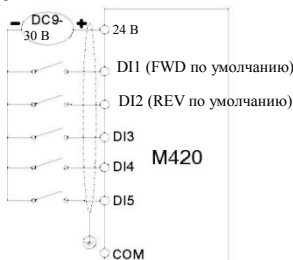 DC9-
30 В
24 В
DI1 (FWD по умолчанию)
DI2 (REV по умолчанию)
DI3
DI4
M420
DI5
COM